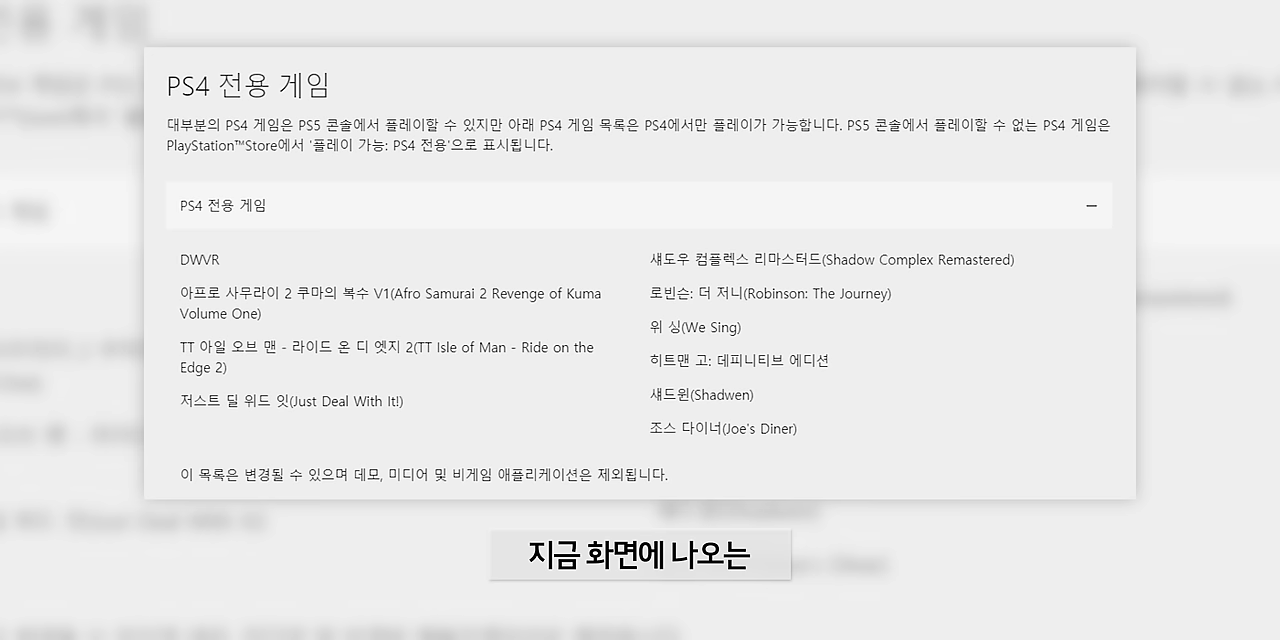 PS4 전용 게임
대부분의 PS4 게임은 PS5 콘솔에서 플레이할 수 있지만 아래 PS4 게임 목록은 PS4에서만 플레이가 가능합니다. PS5 콘솔에서 플레이할 수 없는 PS4 게임은
PlayStation™Store에서 '플레이 가능: PS4 전용'으로 표시됩니다.
PS4 전용 게임
DWVR
아프로 사무라이 2 쿠마의 복수 V1(Afro Samurai 2 Revenge of Kuma
Volume One)
TT 아일 오브 맨 - 라이드 온 디 엣지 2(TT Isle of Man - Ride on the
Edge 2)
저스트 딜 위드 잇(Just Deal With It!)
섀도우 컴플렉스 리마스터드(Shadow Complex Remastered)
로빈슨: 더 저니(Robinson: The Journey)
위 싱(We Sing)
히트맨 고: 데피니티브 에디션
섀드윈(Shadwen)
조스 다이너(Joe's Diner)
이 목록은 변경될 수 있으며 데모, 미디어 및 비게임 애플리케이션은 제외됩니다.
지금 화면에 나오는